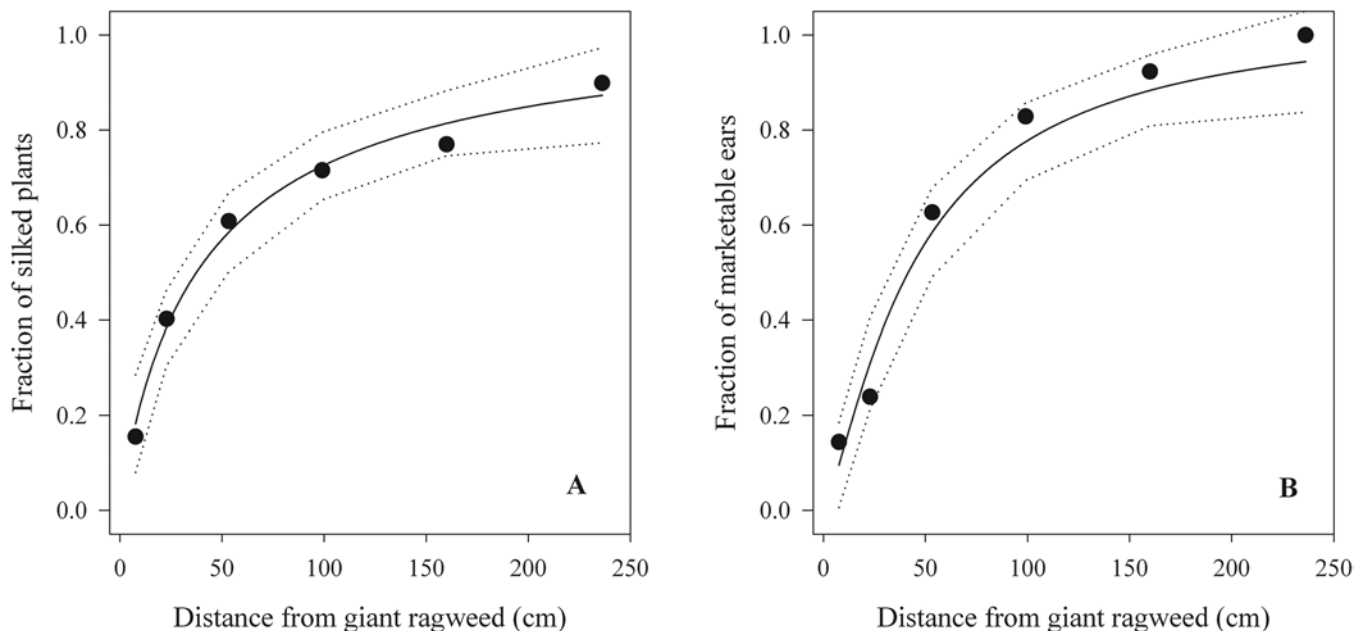 Fraction of silked plants
1.0
0.8
0.6
0.4
0.2
0.0
A
0 50 100 150 200 250
Distance from giant ragweed (cm)
Fraction of marketable ears
1.0
0.8
0.6
0.4
0.2
0.0
B
0 50 100 150 200 250
Distance from giant ragweed (cm)